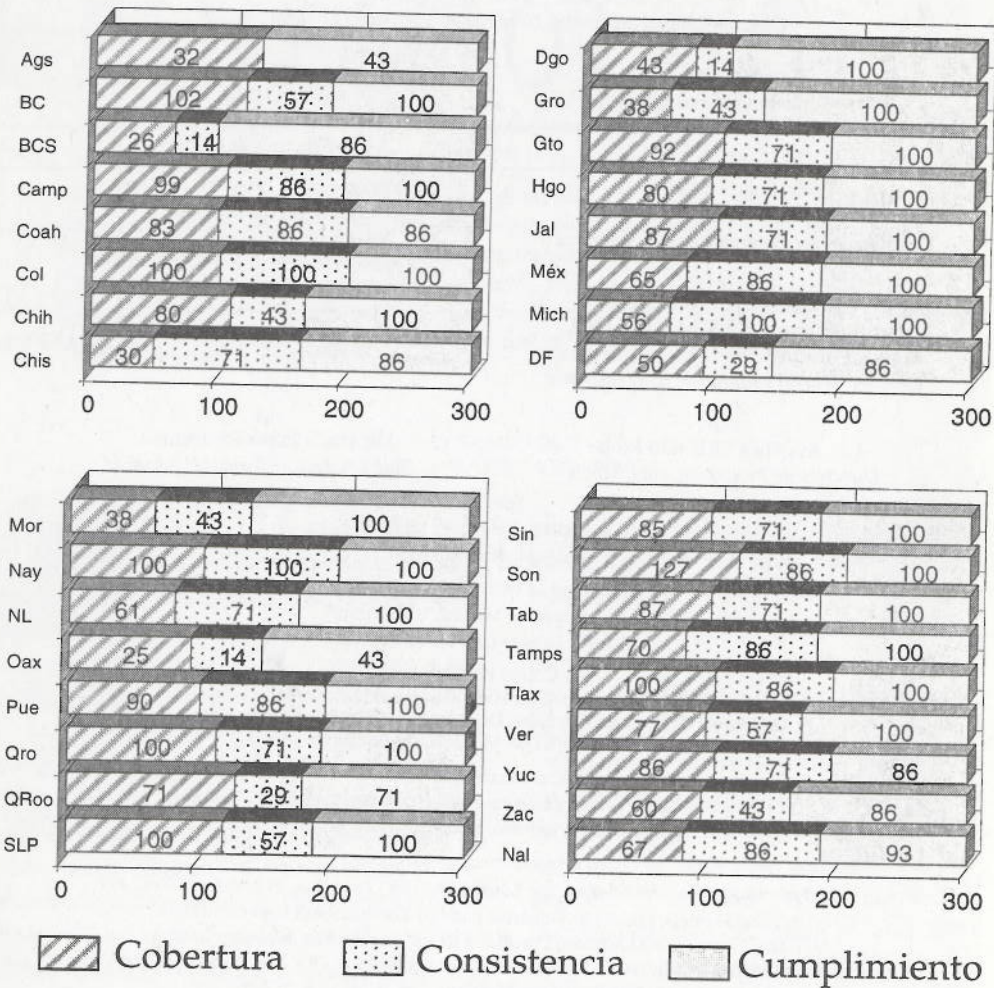 Ags 32 43
BC 102 57 100
BCS 26 14 86
Camp 99 86 100
Coah 83 86 86
Col 100 100 100
Chih 80 43 100
Chis 30 71 86
0 100 200 300
Dgo 43 14 100
Gro 38 43 100
Gto 92 71 100
Hgo 80 71 100
Jal 87 71 100
Méx 65 86 100
Mich 56 100 100
DF 50 29 86
0 100 200 300
Mor 38 43 100
Nay 100 100 100
NL 61 71 100
Oax 25 14 43
Pue 90 86 100
Qro 100 71 100
QRoo 71 29 71
SLP 100 57 100
0 100 200 300
Sin 85 71 100
Son 127 86 100
Tab 87 71 100
Tamps 70 86 100
Tlax 100 86 100
Ver 77 57 100
Yuc 86 71 86
Zac 60 43 86
Nal 67 86 93
0 100 200 300
Cobertura Consistencia Cumplimiento